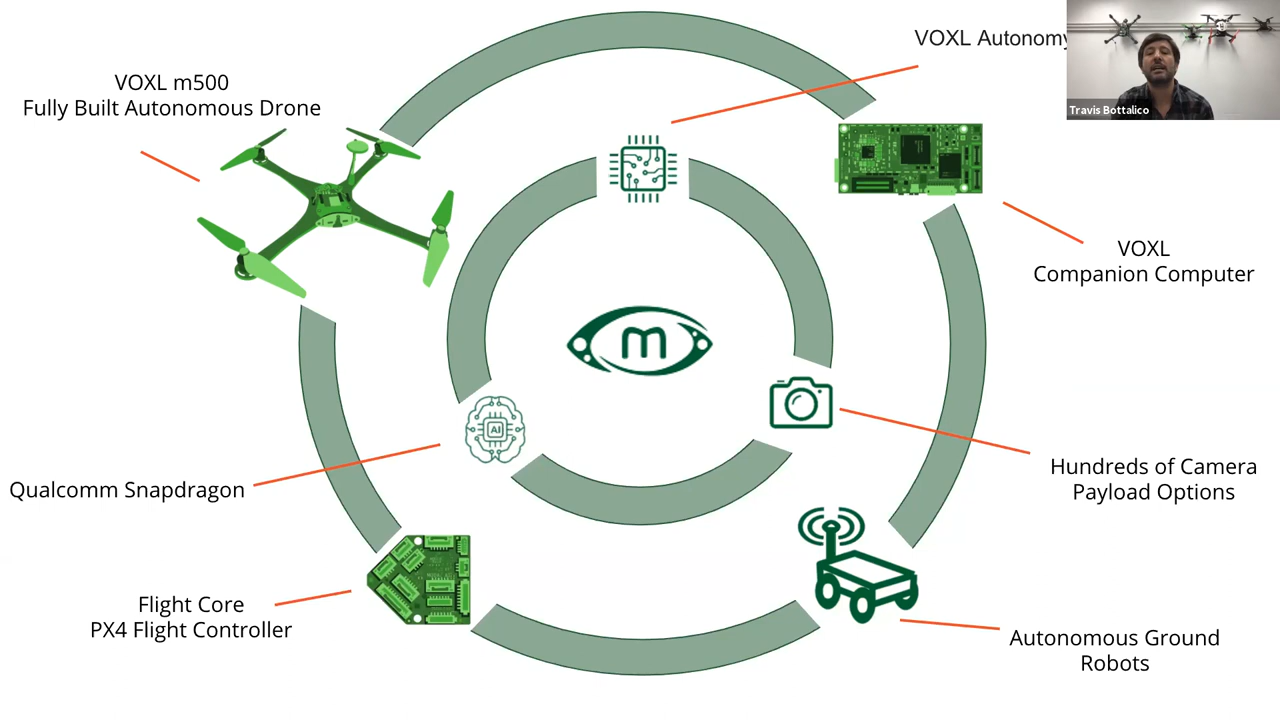 VOXL Autonomy
Travis Bottalico
VOXL m500
Fully Built Autonomous Drone
VOXL
Companion Computer
m
AI
Hundreds of Camera
Payload Options
Qualcomm Snapdragon
Flight Core
PX4 Flight Controller
Autonomous Ground
Robots